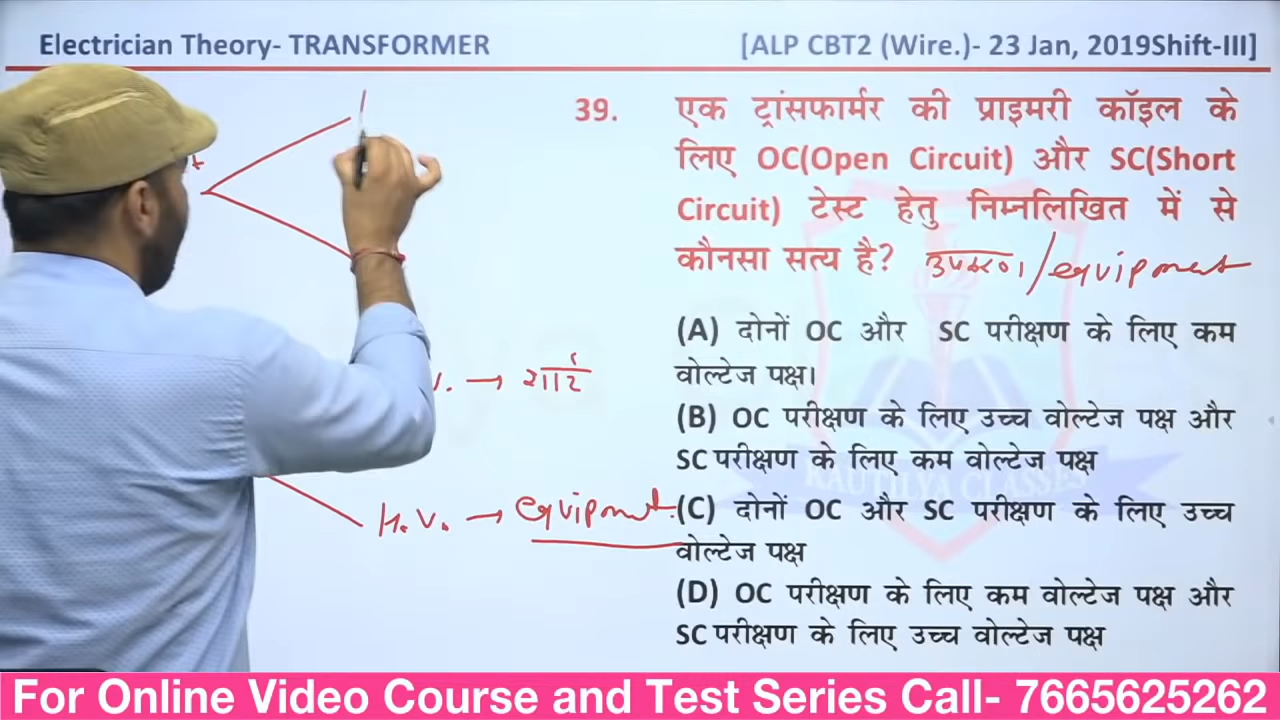 Electrician Theory- TRANSFORMER
[ALP CBT2 (Wire.)- 23 Jan, 2019Shift-III]
39. एक ट्रांसफार्मर की प्राइमरी कॉइल के
लिए OC(Open Circuit) और SC(Short
Circuit) टेस्ट हेतु निम्नलिखित में से
कौनसा सत्य है? उपकरण/equipment
(A) दोनों OC और SC परीक्षण के लिए कम
वोल्टेज पक्ष।
(B) OC परीक्षण के लिए उच्च वोल्टेज पक्ष और
SC परीक्षण के लिए कम वोल्टेज पक्ष
(C) दोनों OC और SC परीक्षण के लिए उच्च
वोल्टेज पक्ष
(D) OC परीक्षण के लिए कम वोल्टेज पक्ष और
SC परीक्षण के लिए उच्च वोल्टेज पक्ष
H.V. → equipment.
KAUTILYA CLASSES
For Online Video Course and Test Series Call- 7665625262